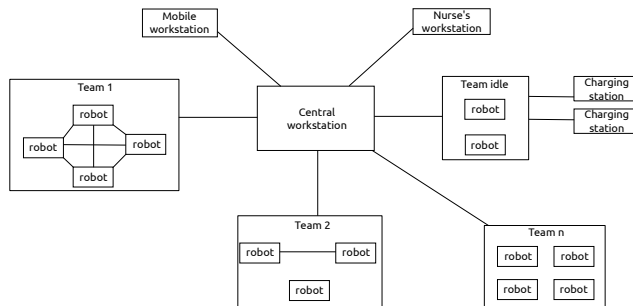 Mobile
workstation
Nurse's
workstation
Team 1
robot
robot
robot
robot
Central
workstation
Team idle
robot
robot
Charging
station
Charging
station
Team 2
robot
robot
robot
Team n
robot
robot
robot
robot